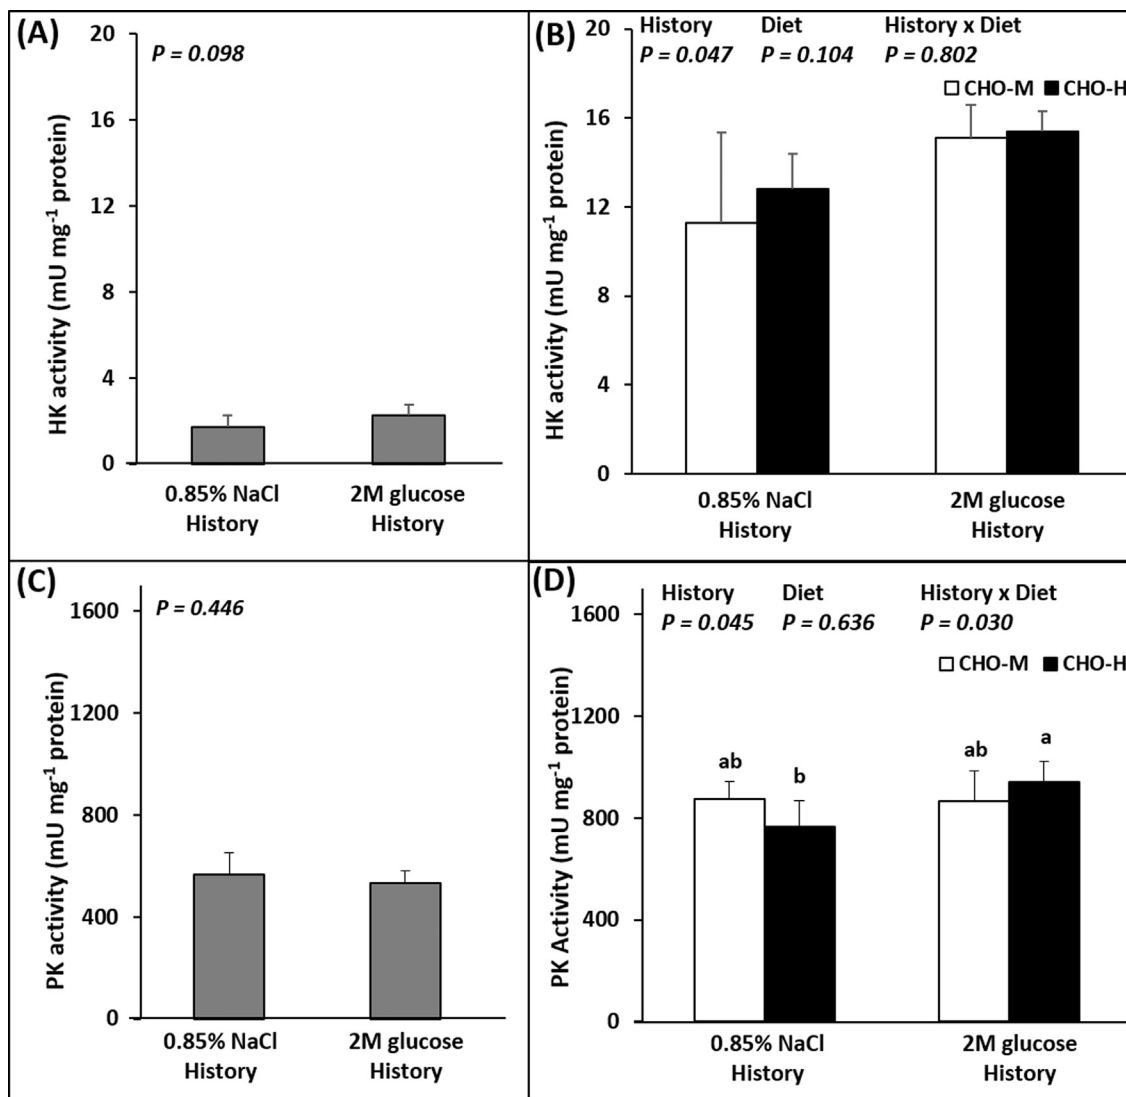 (A)
P = 0.098
HK activity (mU mg⁻¹ protein)
20
16
12
8
4
0
0.85% NaCl
History
2M glucose
History
(B)
History Diet History x Diet
P = 0.047 P = 0.104 P = 0.802
CHO-M CHO-H
HK activity (mU mg⁻¹ protein)
20
16
12
8
4
0
0.85% NaCl
History
2M glucose
History
(C)
P = 0.446
PK activity (mU mg⁻¹ protein)
1600
1200
800
400
0
0.85% NaCl
History
2M glucose
History
(D)
History Diet History x Diet
P = 0.045 P = 0.636 P = 0.030
CHO-M CHO-H
PK Activity (mU mg⁻¹ protein)
1600
1200
800
400
0
ab b ab a
0.85% NaCl
History
2M glucose
History